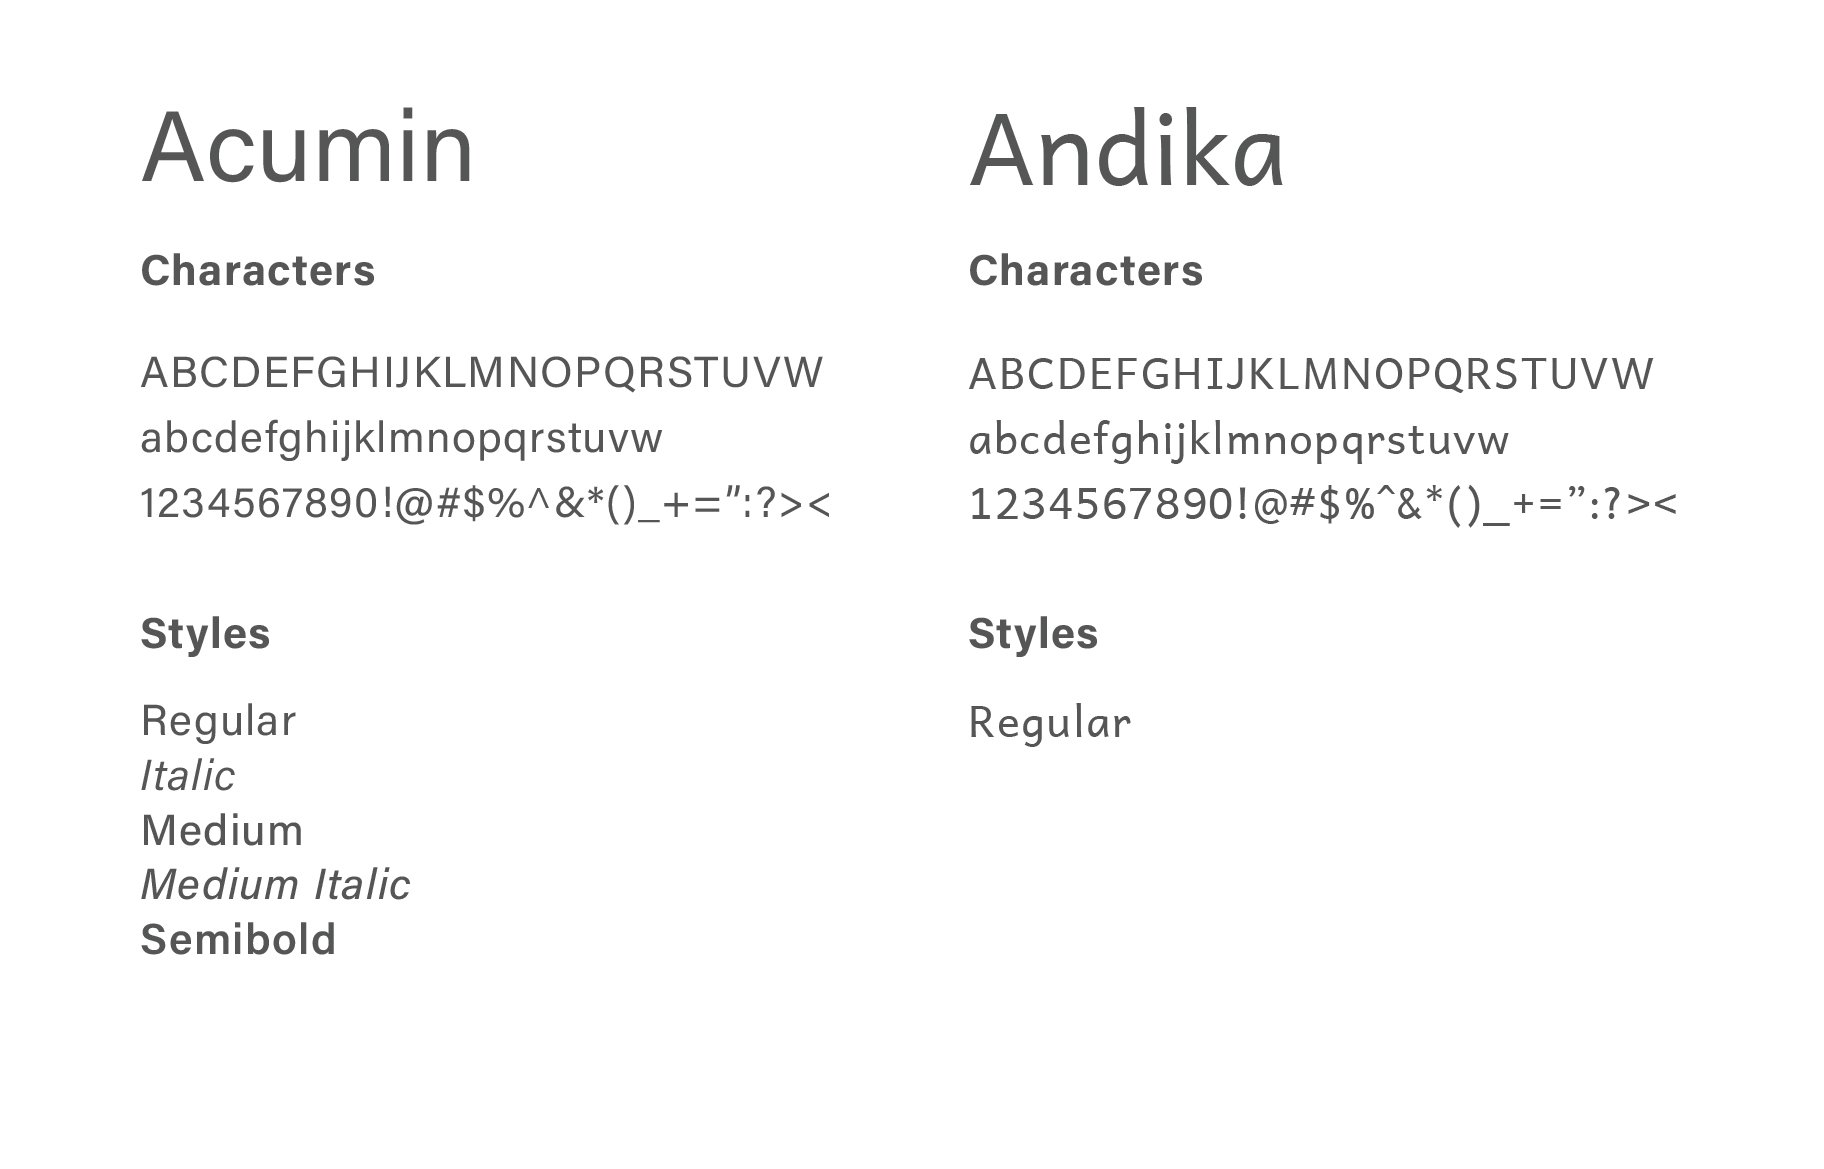 Acumin
Characters
ABCDEFGHIJKLMNOPQRSTUVW
abcdefghijklmnopqrstuvw
1234567890!@#$%^&*()_+=":?><
Styles
Regular
Italic
Medium
Medium Italic
Semibold
Andika
Characters
ABCDEFGHIJKLMNOPQRSTUVW
abcdefghijklmnopqrstuvw
1234567890!@#$%^&*()_+=”:?><
Styles
Regular